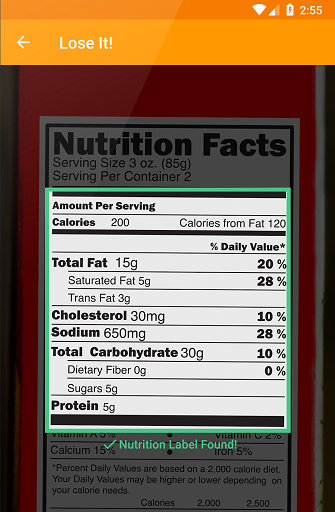 2:55
Lose It!
Nutrition Facts
Serving Size 3 oz. (85g)
Serving Per Container 2
Amount Per Serving
Calories 200 Calories from Fat 120
% Daily Value*
Total Fat 15g 20 %
Saturated Fat 5g 28 %
Trans Fat 3g
Cholesterol 30mg 10 %
Sodium 650mg 28 %
Total Carbohydrate 30g 10 %
Dietary Fiber 0g 0 %
Sugars 5g
Protein 5g
Vitamin A 5% • Vitamin C 2%
Nutrition Label Found!
Calcium 15% • Iron 5%
*Percent Daily Values are based on a 2,000 calorie diet.
Your Daily Values may be higher or lower depending on
your calorie needs.
Calories 2,000 2,500